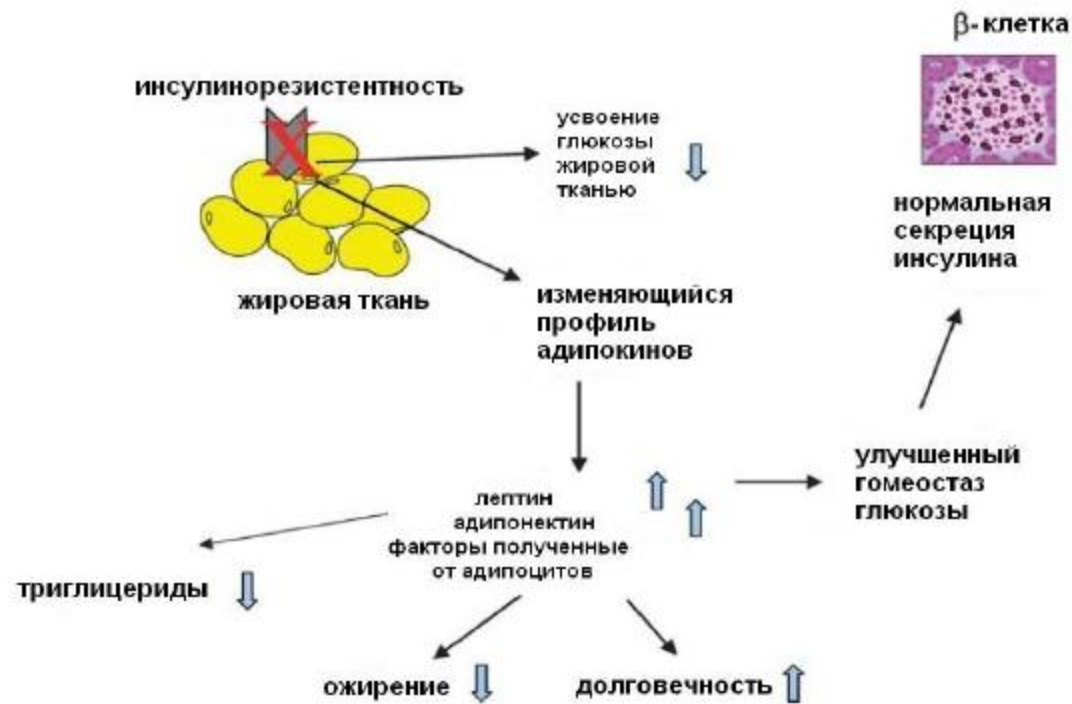 β-клетка
инсулинорезистентность
усвоение
глюкозы
жировой
тканью
нормальная
секреция
инсулина
жировая ткань
изменяющийся
профиль
адипокинов
улучшенный
гомеостаз
глюкозы
лептин
адипонектин
факторы полученные
от адипоцитов
триглицериды
ожирение
долговечность